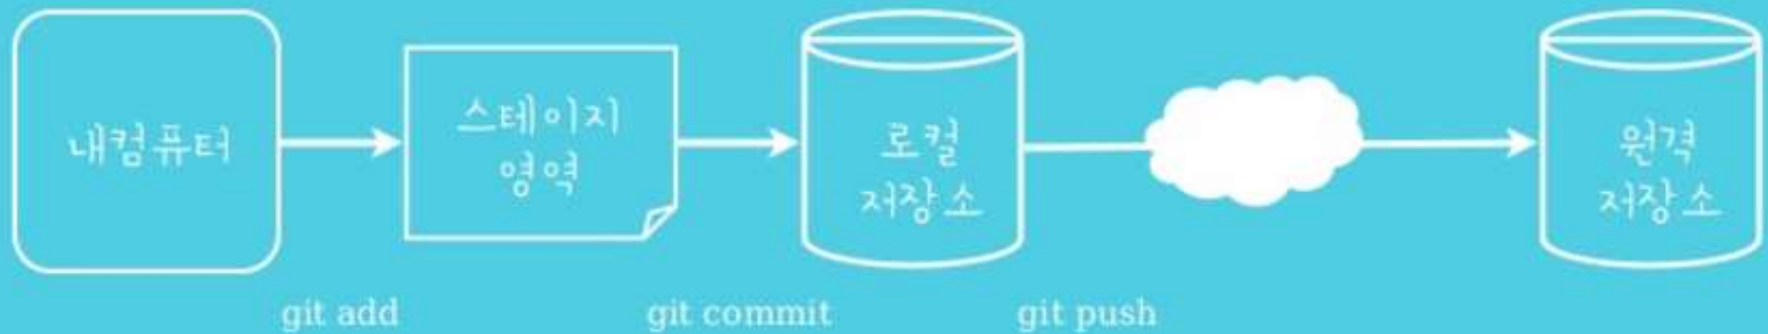 내컴퓨터
스테이지
영역
로컬
저장소
원격
저장소
git add
git commit
git push